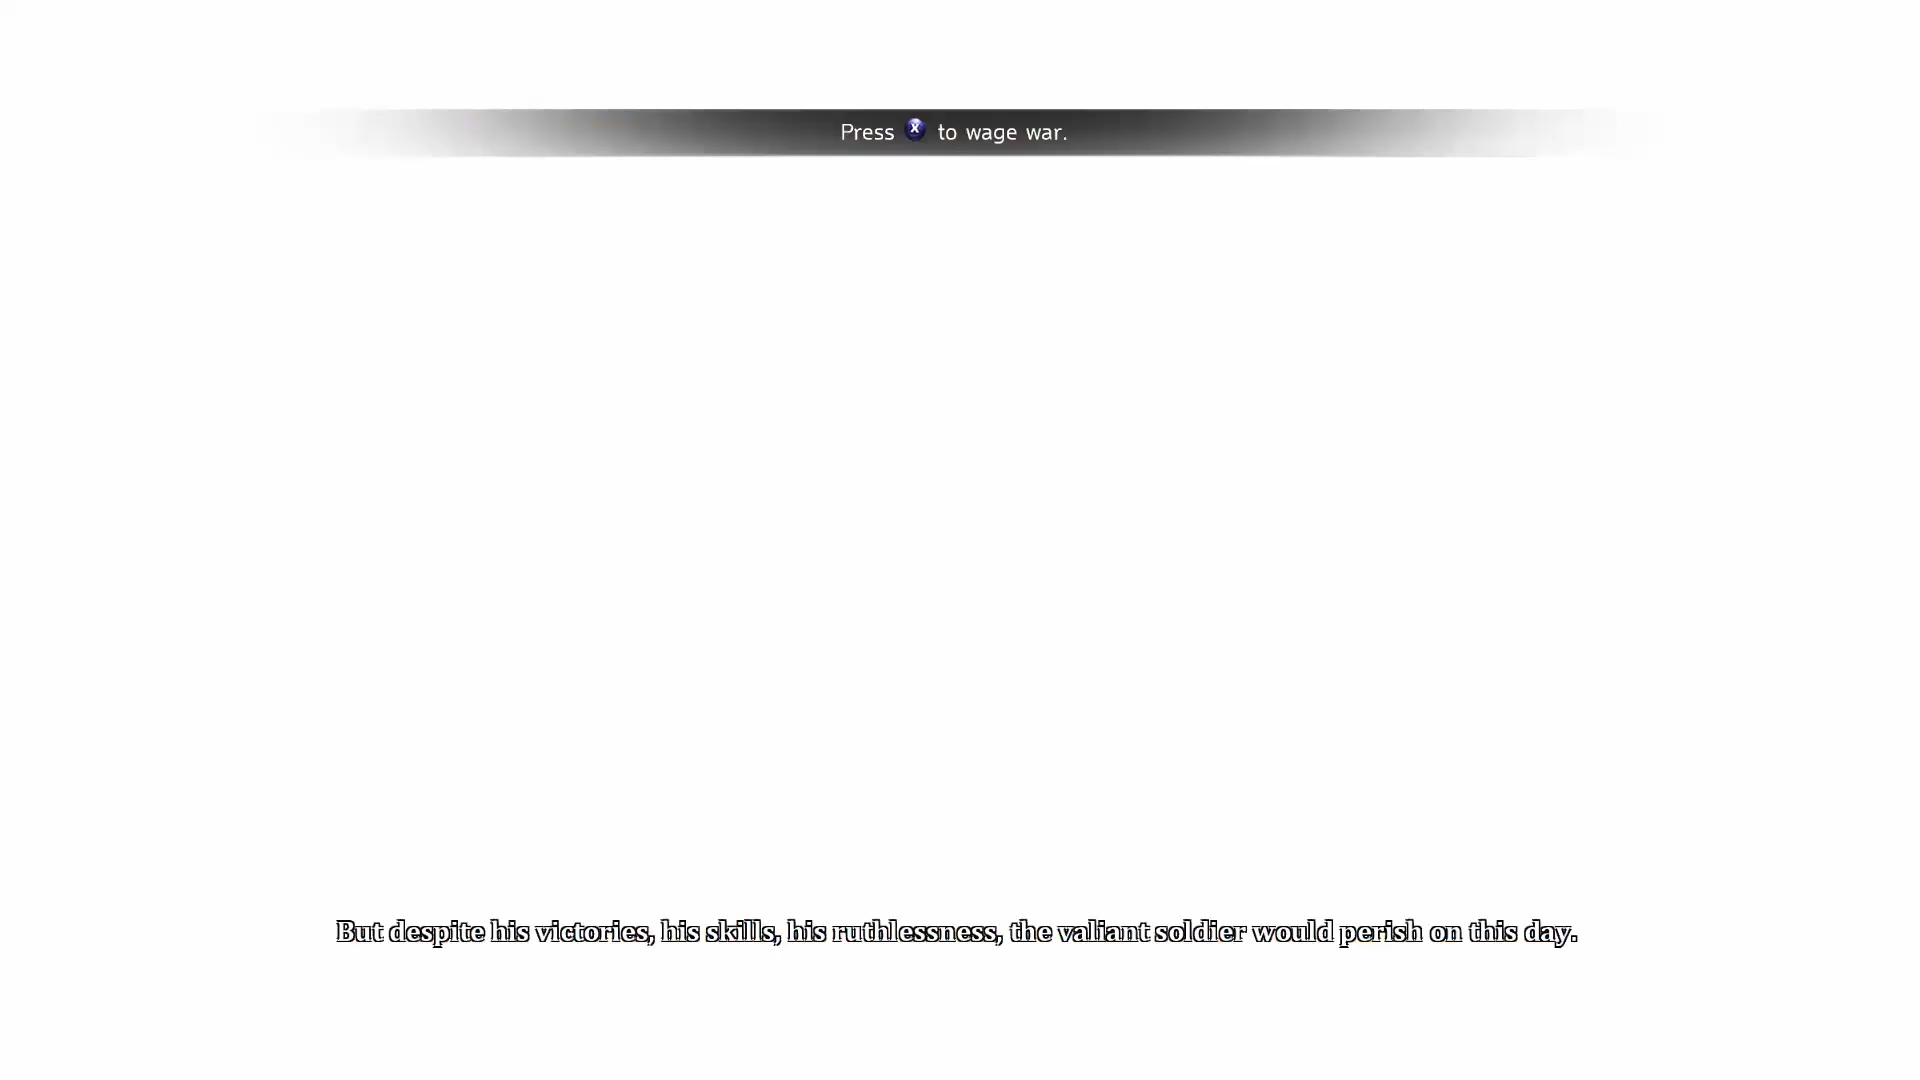 Press X to wage war.
But despite his victories, his skills, his ruthlessness, the valiant soldier would perish on this day.